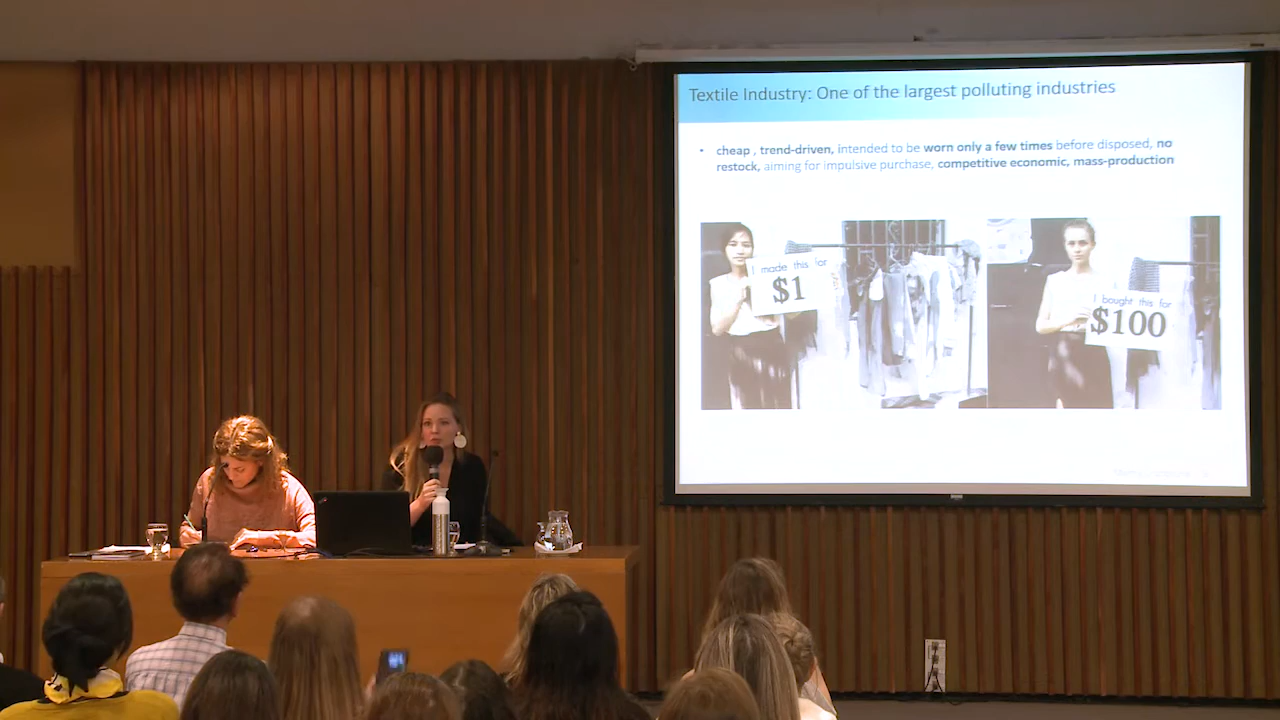 Textile Industry: One of the largest polluting industries
• cheap , trend-driven, intended to be worn only a few times before disposed, no
restock, aiming for impulsive purchase, competitive economic, mass-production
I made this for
$1
I bought this for
$100